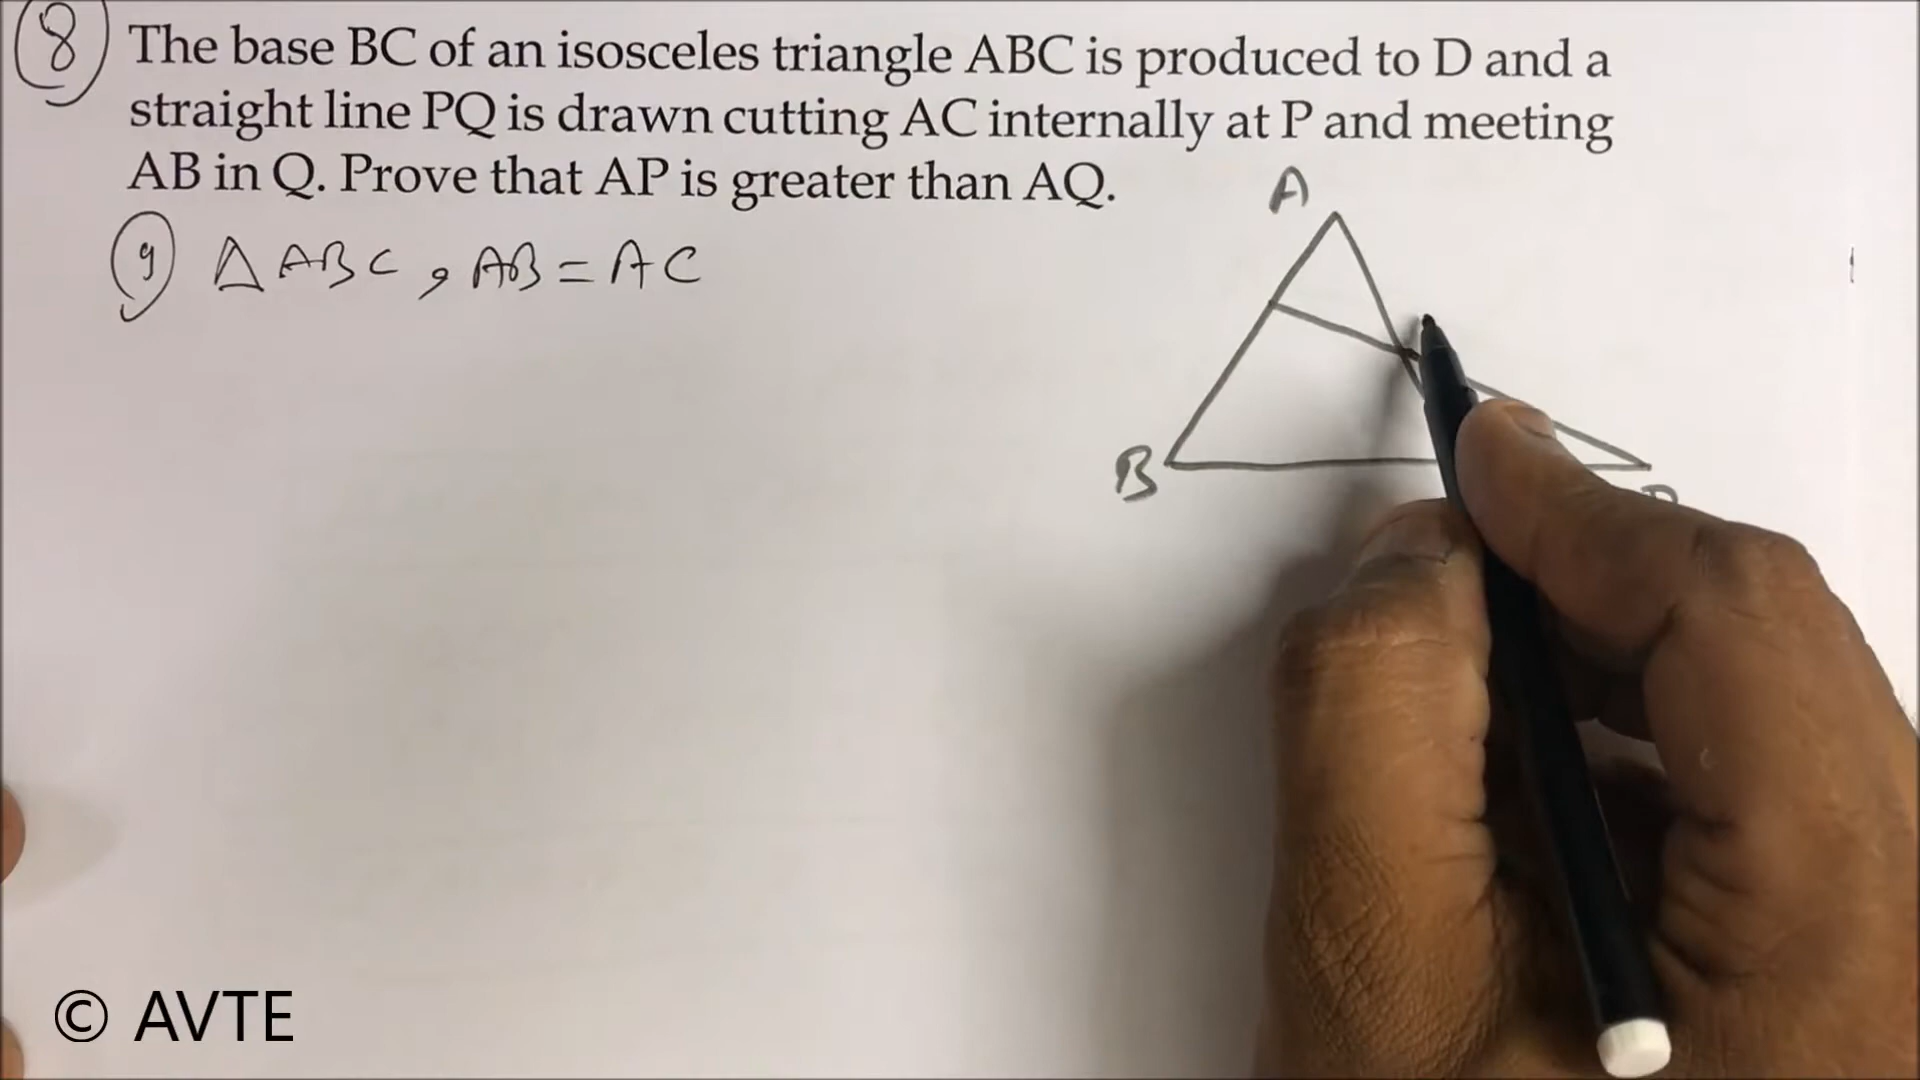 8 The base BC of an isosceles triangle ABC is produced to D and a
straight line PQ is drawn cutting AC internally at P and meeting
AB in Q. Prove that AP is greater than AQ.
A
9 △ABC, AB = AC
B
© AVTE